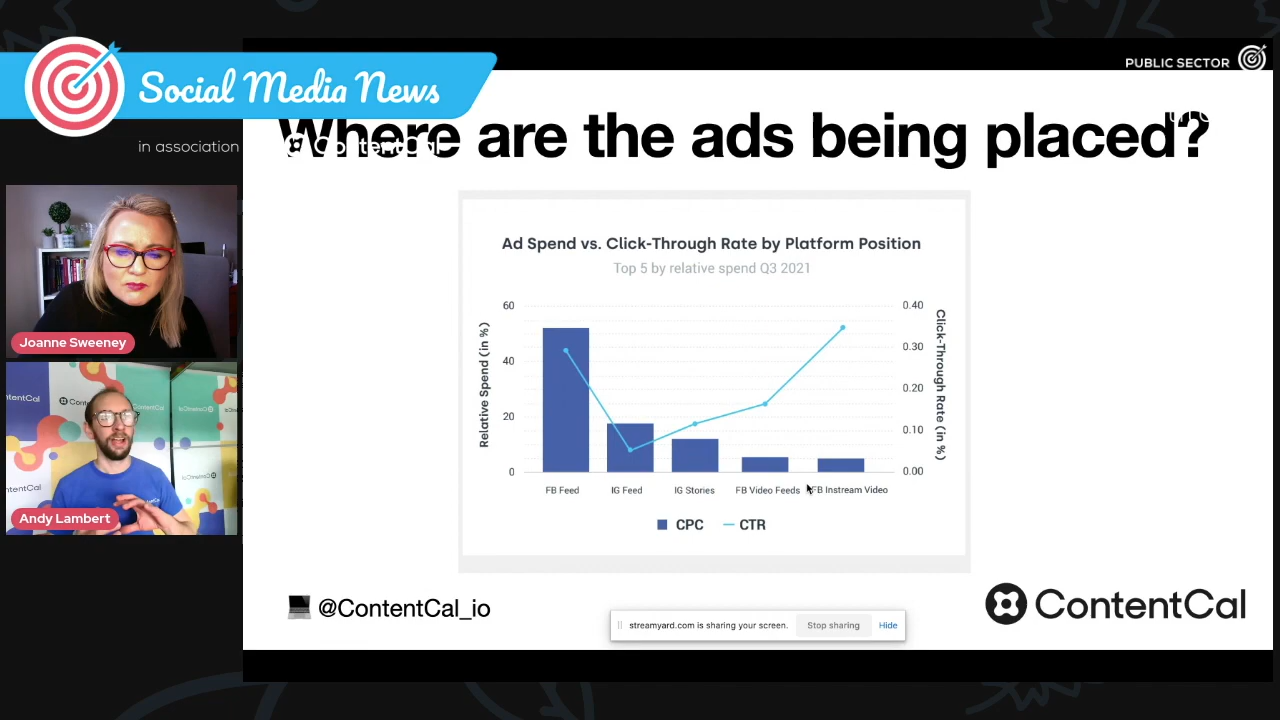 Social Media News
in association
PUBLIC SECTOR
Where are the ads being placed?
ContentCal
Ad Spend vs. Click-Through Rate by Platform Position
Top 5 by relative spend Q3 2021
60
40
20
0
Relative Spend (in %)
0.40
0.30
0.20
0.10
0.00
Click-Through Rate (in %)
FB Feed
IG Feed
IG Stories
FB Video Feeds
FB Instream Video
CPC
CTR
Joanne Sweeney
ContentCal
ContentCal
Andy Lambert
@ContentCal_io
ContentCal
streamyard.com is sharing your screen.
Stop sharing
Hide